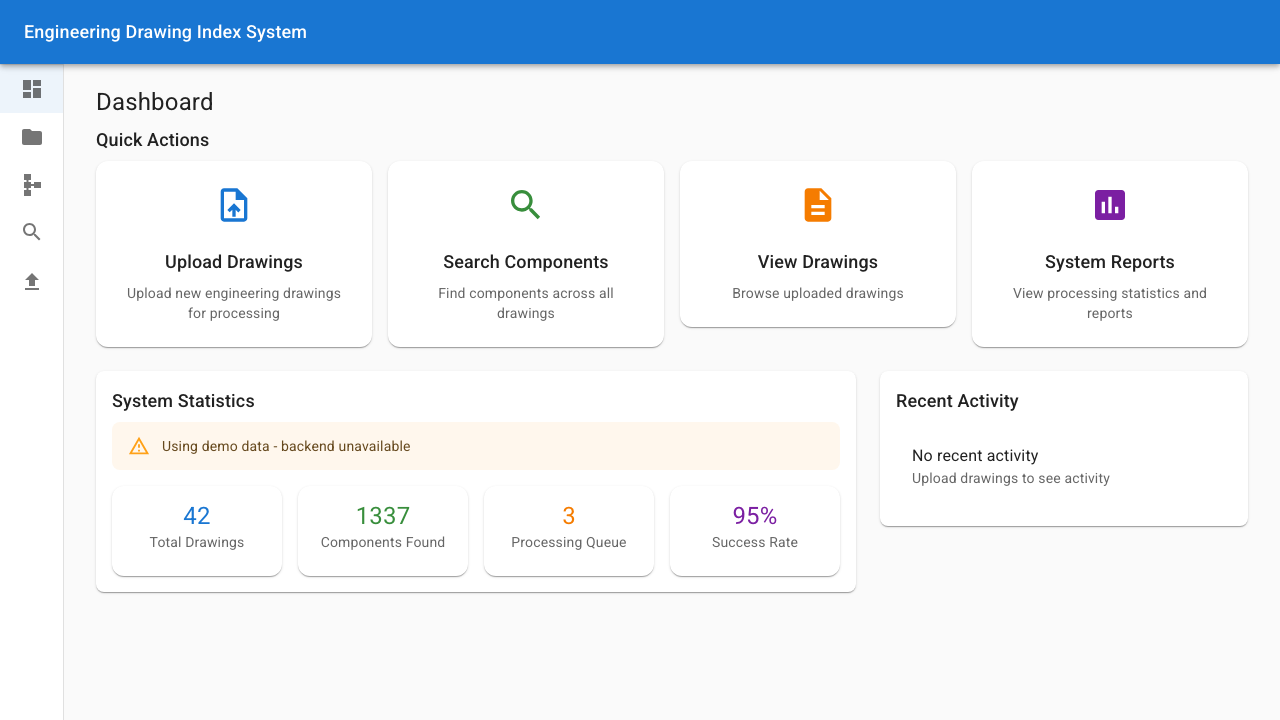 Engineering Drawing Index System
Dashboard
Quick Actions
Upload Drawings
Upload new engineering drawings
for processing
Search Components
Find components across all
drawings
View Drawings
Browse uploaded drawings
System Reports
View processing statistics and
reports
System Statistics
Using demo data - backend unavailable
42
Total Drawings
1337
Components Found
3
Processing Queue
95%
Success Rate
Recent Activity
No recent activity
Upload drawings to see activity